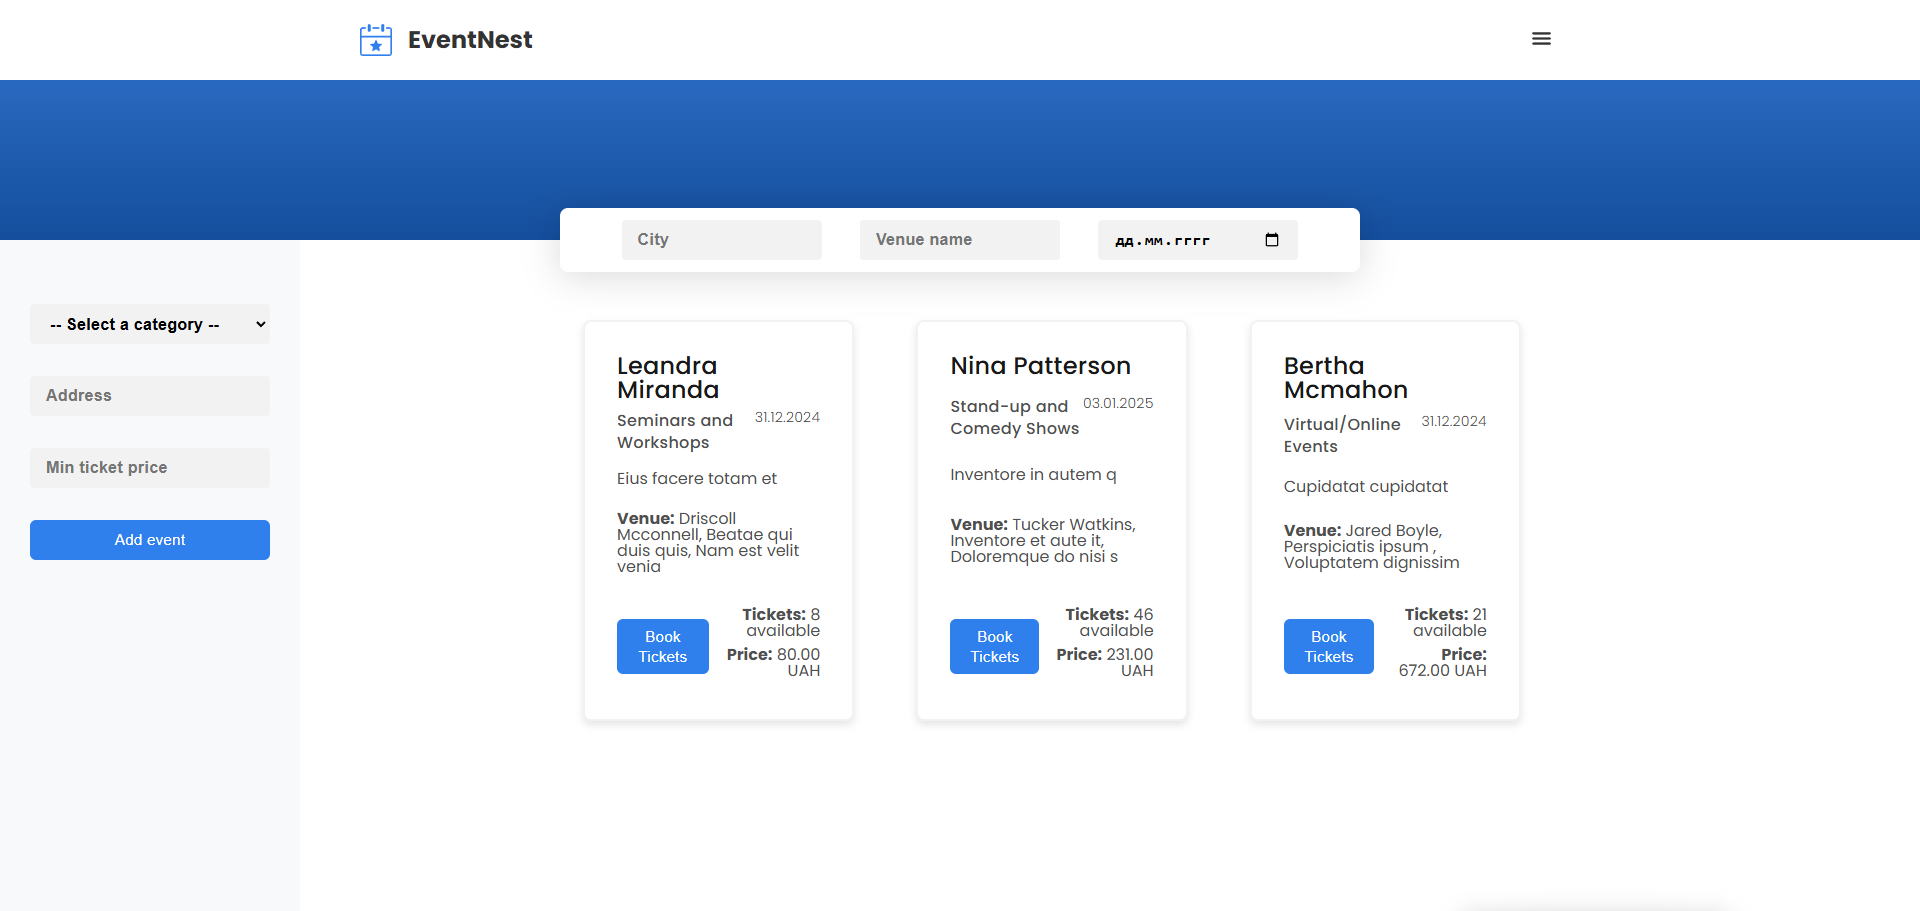 EventNest
City
Venue name
дд.мм.гггг
-- Select a category --
Address
Min ticket price
Add event
Leandra
Miranda
Seminars and
Workshops
31.12.2024
Eius facere totam et
Venue: Driscoll
Mcconnell, Beatae qui
duis quis, Nam est velit
venia
Book
Tickets
Tickets: 8
available
Price: 80.00
UAH
Nina Patterson
Stand-up and
Comedy Shows
03.01.2025
Inventore in autem q
Venue: Tucker Watkins,
Inventore et aute it,
Doloremque do nisi s
Book
Tickets
Tickets: 46
available
Price: 231.00
UAH
Bertha
Mcmahon
Virtual/Online
Events
31.12.2024
Cupidatat cupidatat
Venue: Jared Boyle,
Perspiciatis ipsum ,
Voluptatem dignissim
Book
Tickets
Tickets: 21
available
Price:
672.00 UAH